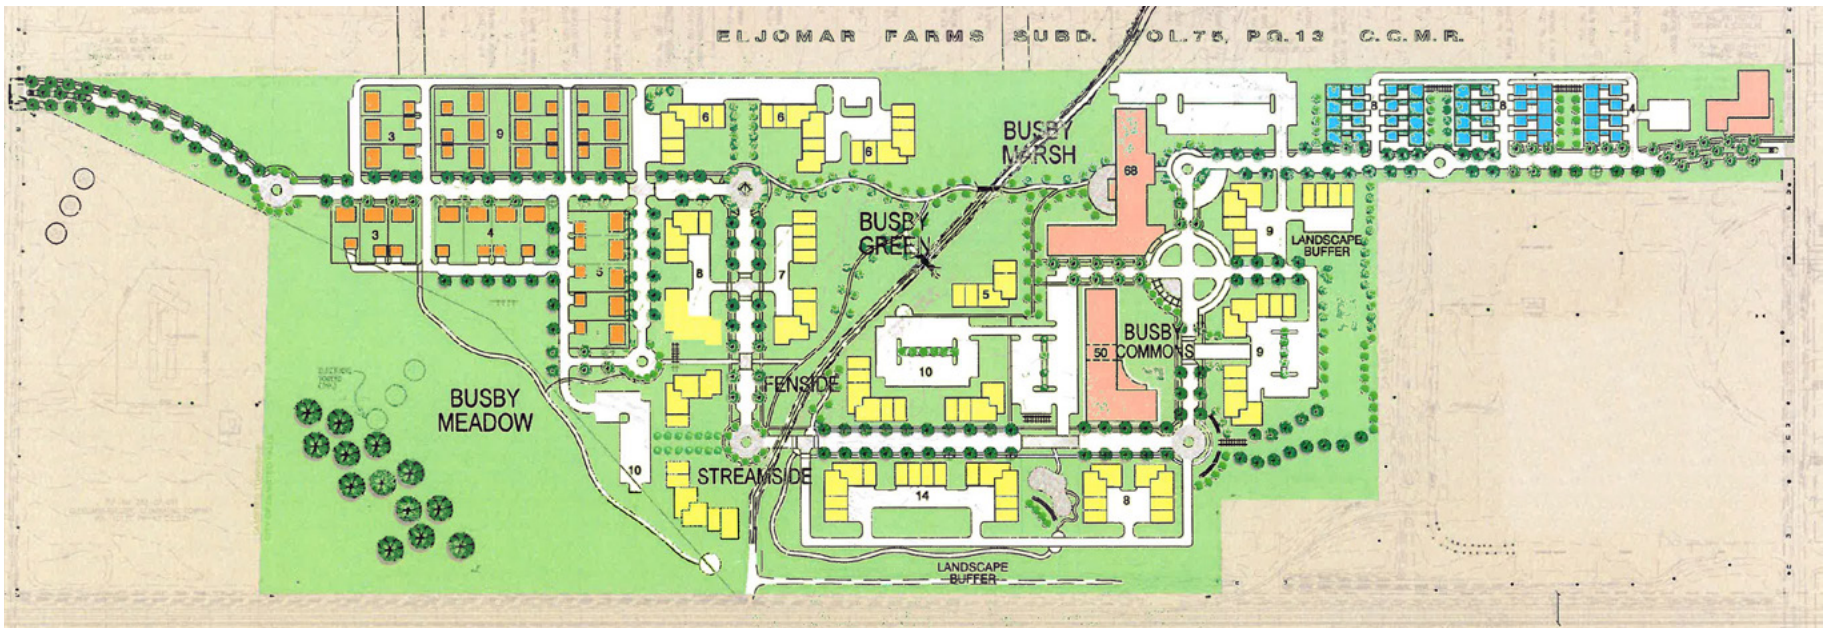 ELJOMAR FARMS SUBD. VOL.75, PG.13 C.C.M.R.
3
9
6
6
6
BUSBY
MARSH
68
8
8
4
3
4
5
8
7
BUSBY
GREEN
9
LANDSCAPE
BUFFER
5
10
50
BUSBY
COMMONS
9
FENSIDE
BUSBY
MEADOW
10
STREAMSIDE
14
8
LANDSCAPE
BUFFER